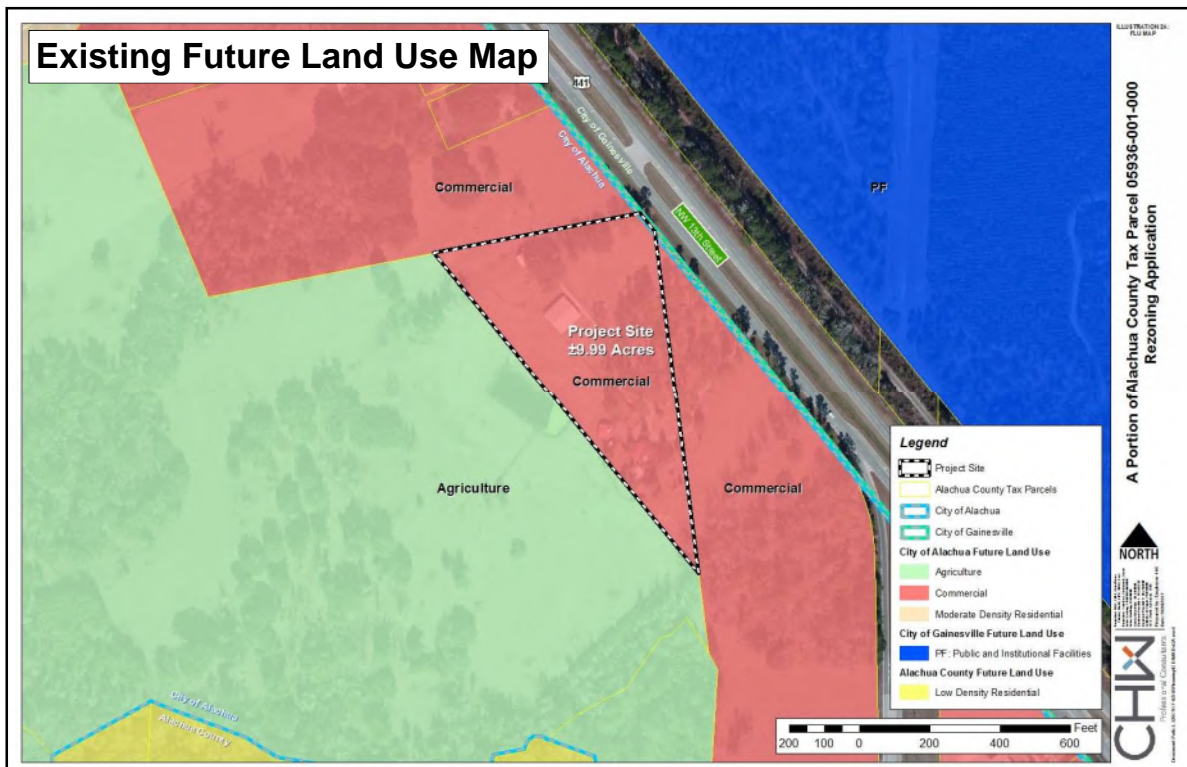 Existing Future Land Use Map
ILLUSTRATION 2A:
FLU MAP
441
City of Gainesville
City of Alachua
Commercial
PF
NW 13th Street
Project Site
±9.99 Acres
Commercial
Agriculture
Commercial
City of Alachua
Alachua County
Legend
Project Site
Alachua County Tax Parcels
City of Alachua
City of Gainesville
City of Alachua Future Land Use
Agriculture
Commercial
Moderate Density Residential
City of Gainesville Future Land Use
PF: Public and Institutional Facilities
Alachua County Future Land Use
Low Density Residential
Feet
200 100 0 200 400 600
A Portion of Alachua County Tax Parcel 05936-001-000
Rezoning Application
NORTH
CHW
Professional Consultants